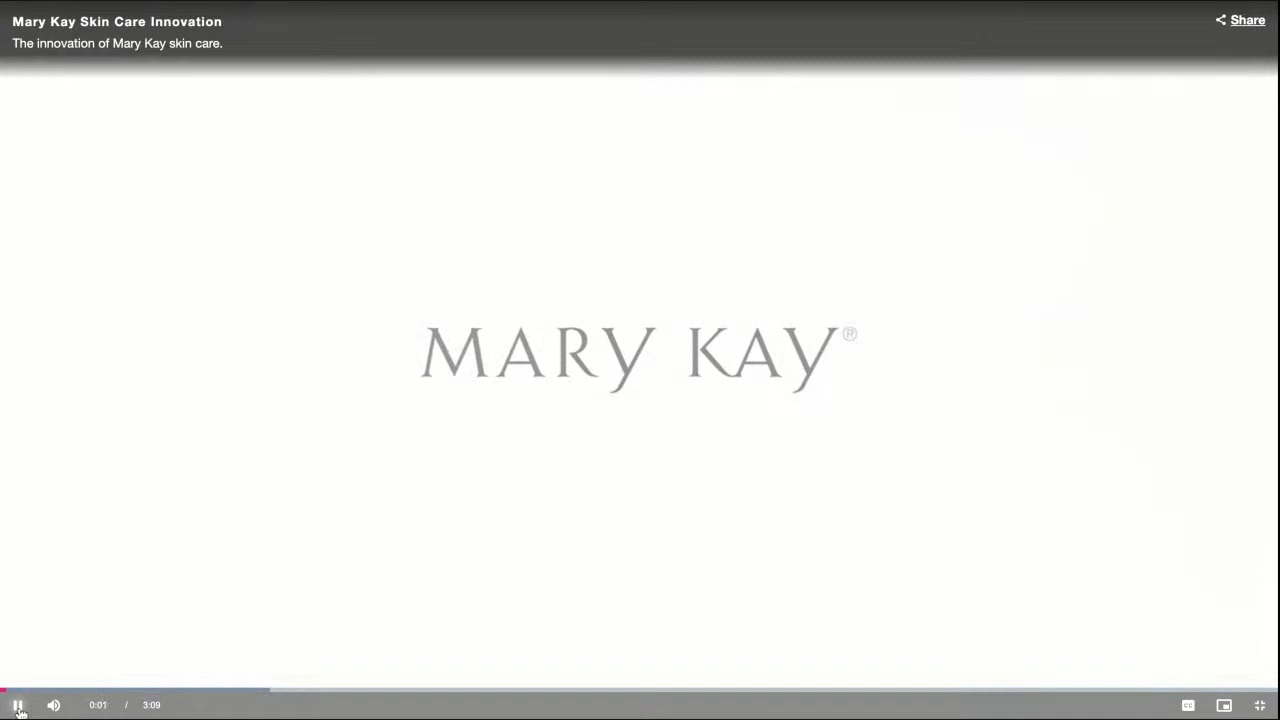 Mary Kay Skin Care Innovation
Share
The innovation of Mary Kay skin care.
MARY KAY®
0:01 / 3:09
CC